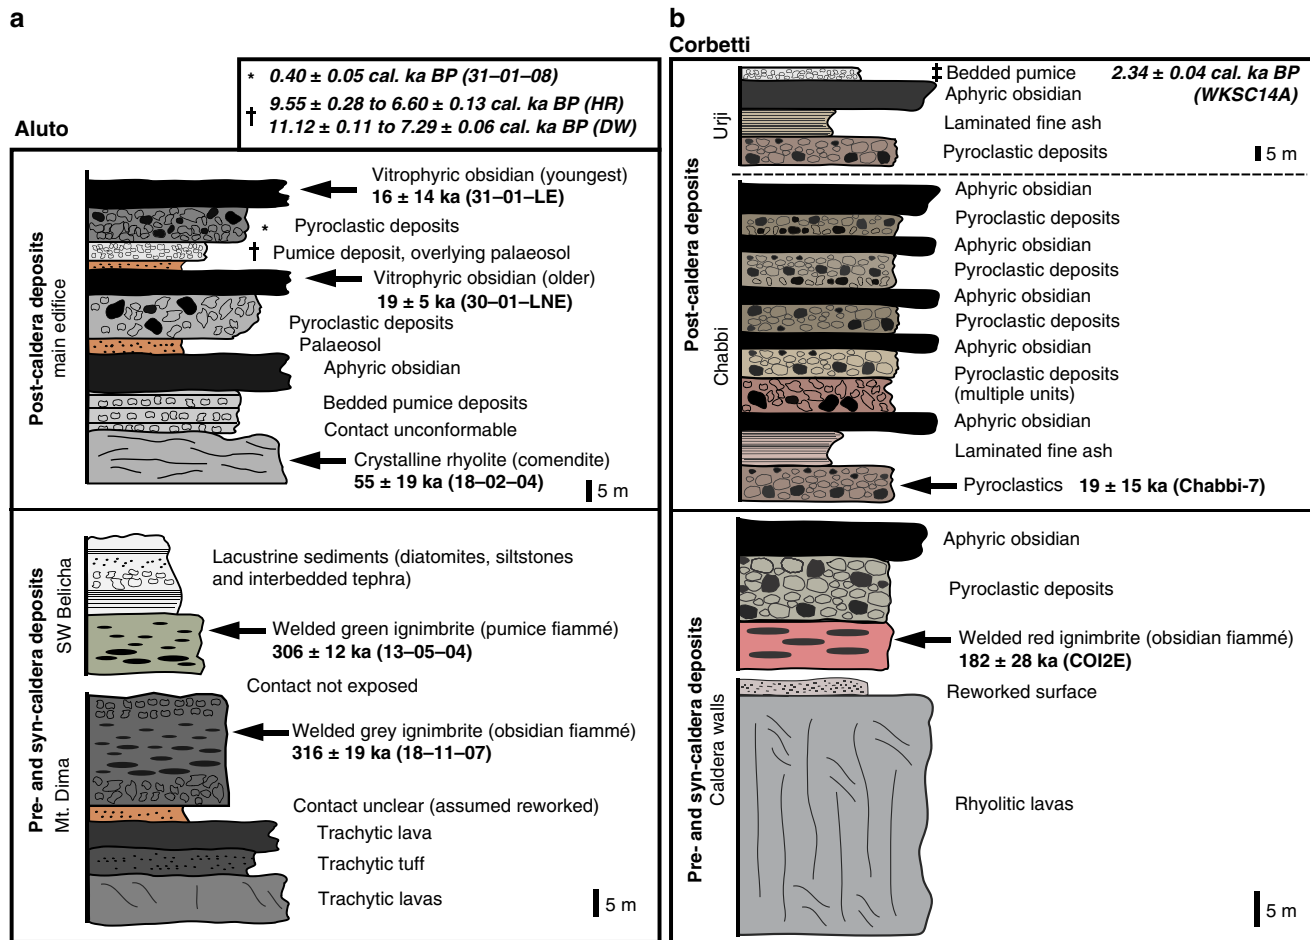 a
Aluto
* 0.40 ± 0.05 cal. ka BP (31–01–08)
† 9.55 ± 0.28 to 6.60 ± 0.13 cal. ka BP (HR)
11.12 ± 0.11 to 7.29 ± 0.06 cal. ka BP (DW)
Post-caldera deposits
main edifice
Vitrophyric obsidian (youngest)
16 ± 14 ka (31–01–LE)
* Pyroclastic deposits
† Pumice deposit, overlying palaeosol
Vitrophyric obsidian (older)
19 ± 5 ka (30–01–LNE)
Pyroclastic deposits
Palaeosol
Aphyric obsidian
Bedded pumice deposits
Contact unconformable
Crystalline rhyolite (comendite)
55 ± 19 ka (18–02–04)
5 m
Pre- and syn-caldera deposits
SW Belicha
Lacustrine sediments (diatomites, siltstones
and interbedded tephra)
Welded green ignimbrite (pumice fiammé)
306 ± 12 ka (13–05–04)
Contact not exposed
Mt. Dima
Welded grey ignimbrite (obsidian fiammé)
316 ± 19 ka (18–11–07)
Contact unclear (assumed reworked)
Trachytic lava
Trachytic tuff
Trachytic lavas
5 m
b
Corbetti
Post-caldera deposits
Urji
‡ Bedded pumice
2.34 ± 0.04 cal. ka BP
(WKSC14A)
Aphyric obsidian
Laminated fine ash
Pyroclastic deposits
5 m
Chabbi
Aphyric obsidian
Pyroclastic deposits
Aphyric obsidian
Pyroclastic deposits
Aphyric obsidian
Pyroclastic deposits
Aphyric obsidian
Pyroclastic deposits
(multiple units)
Aphyric obsidian
Laminated fine ash
Pyroclastics 19 ± 15 ka (Chabbi-7)
Pre- and syn-caldera deposits
Caldera walls
Aphyric obsidian
Pyroclastic deposits
Welded red ignimbrite (obsidian fiammé)
182 ± 28 ka (COI2E)
Reworked surface
Rhyolitic lavas
5 m